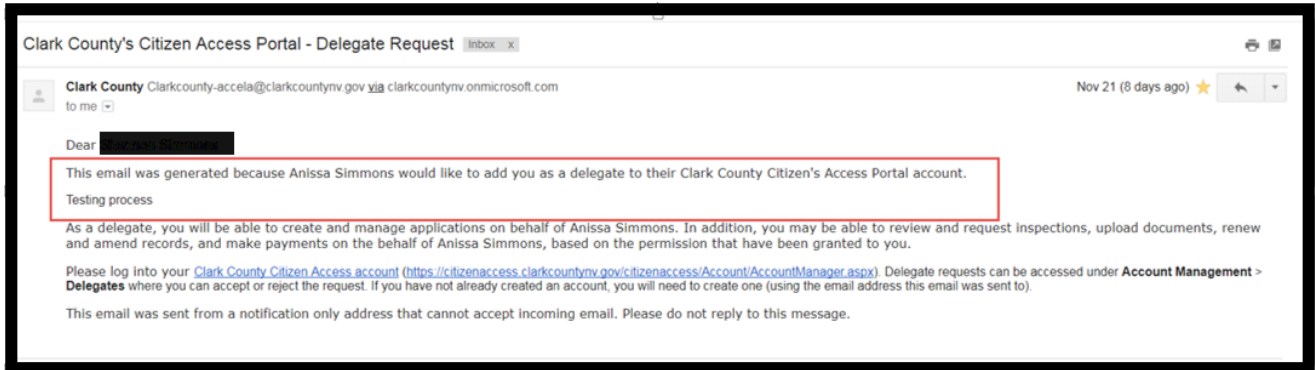 Clark County's Citizen Access Portal - Delegate Request Inbox x
Clark County Clarkcounty-accela@clarkcountynv.gov via clarkcountynv.onmicrosoft.com Nov 21 (8 days ago)
to me
Dear
This email was generated because Anissa Simmons would like to add you as a delegate to their Clark County Citizen's Access Portal account.
Testing process
As a delegate, you will be able to create and manage applications on behalf of Anissa Simmons. In addition, you may be able to review and request inspections, upload documents, renew
and amend records, and make payments on the behalf of Anissa Simmons, based on the permission that have been granted to you.
Please log into your Clark County Citizen Access account (https://citizenaccess.clarkcountynv.gov/citizenaccess/Account/AccountManager.aspx). Delegate requests can be accessed under Account Management >
Delegates where you can accept or reject the request. If you have not already created an account, you will need to create one (using the email address this email was sent to).
This email was sent from a notification only address that cannot accept incoming email. Please do not reply to this message.